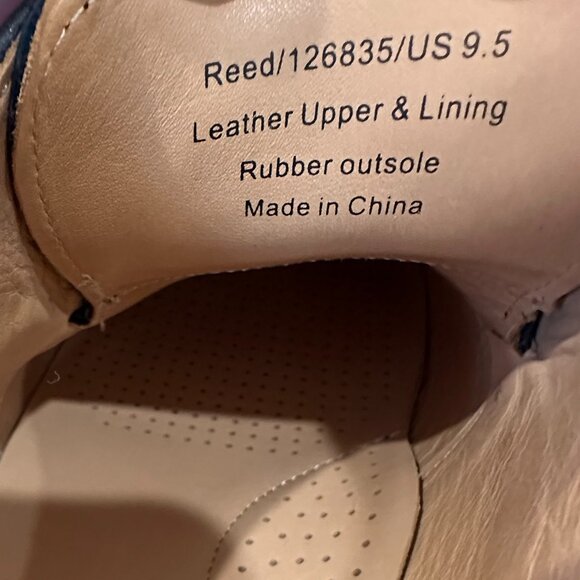 Reed/126835/US 9.5
Leather Upper & Lining
Rubber outsole
Made in China